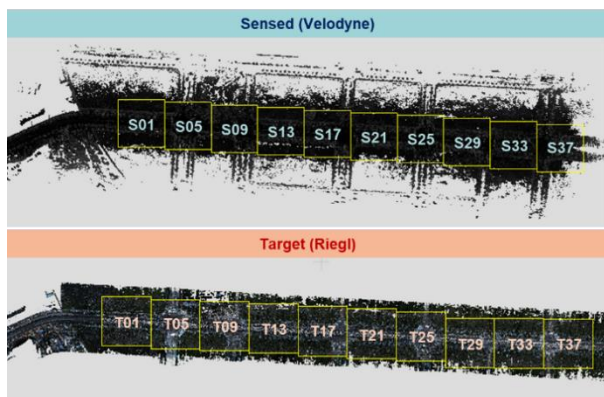 Sensed (Velodyne)
S01 S05 S09 S13 S17 S21 S25 S29 S33 S37
Target (Riegl)
T01 T05 T09 T13 T17 T21 T25 T29 T33 T37